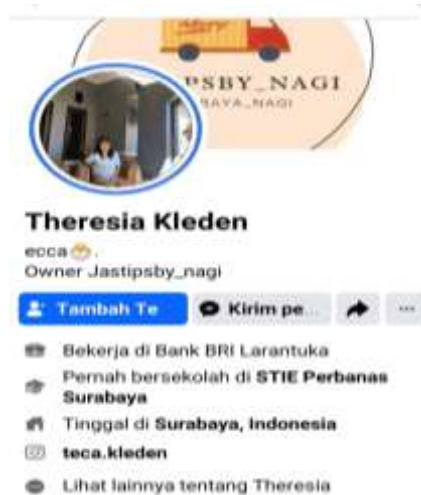 PSBY_NAGI
BAYA_NAGI
Theresia Kleden
ecca .
Owner Jastipsby_nagi
Tambah Te
Kirim pe...
Bekerja di Bank BRI Larantuka
Pernah bersekolah di STIE Perbanas
Surabaya
Tinggal di Surabaya, Indonesia
teca.kleden
Lihat lainnya tentang Theresia